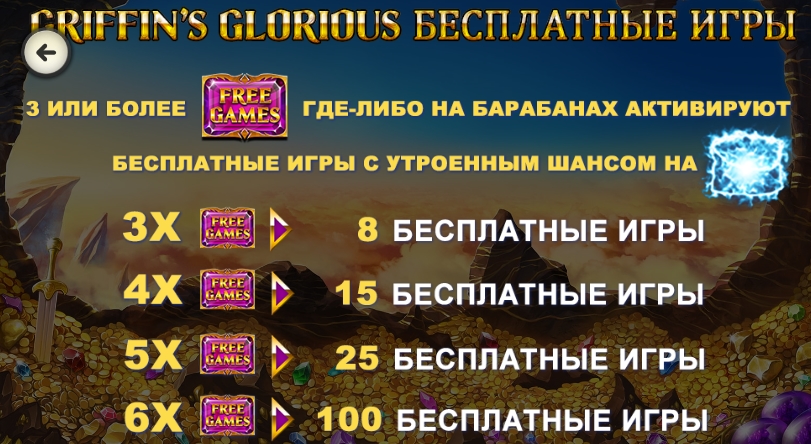 GRIFFIN'S GLORIOUS БЕСПЛАТНЫЕ ИГРЫ
3 ИЛИ БОЛЕЕ FREE GAMES ГДЕ-ЛИБО НА БАРАБАНАХ АКТИВИРУЮТ
БЕСПЛАТНЫЕ ИГРЫ С УТРОЕННЫМ ШАНСОМ НА
3X FREE GAMES 8 БЕСПЛАТНЫЕ ИГРЫ
4X FREE GAMES 15 БЕСПЛАТНЫЕ ИГРЫ
5X FREE GAMES 25 БЕСПЛАТНЫЕ ИГРЫ
6X FREE GAMES 100 БЕСПЛАТНЫЕ ИГРЫ